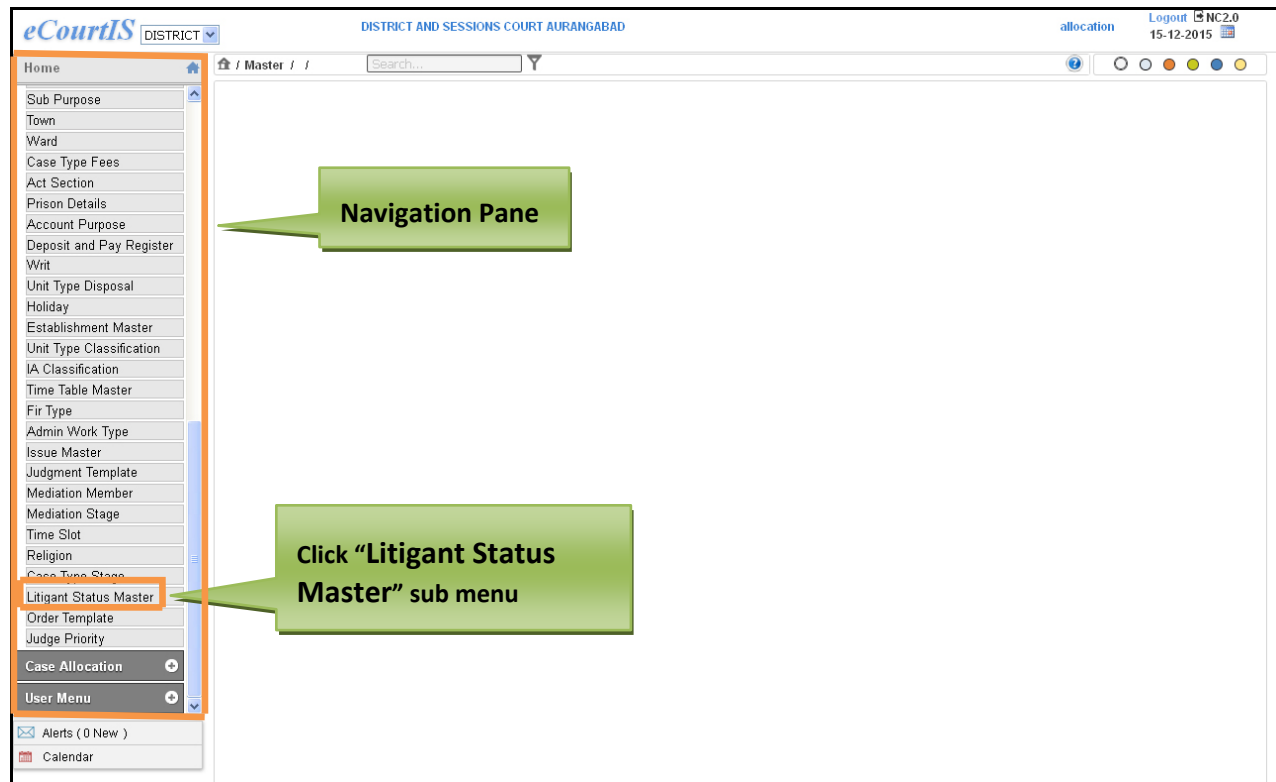 eCourtIS DISTRICT
DISTRICT AND SESSIONS COURT AURANGABAD
allocation
Logout NC2.0
15-12-2015
Home
/ Master / /
Search...
Sub Purpose
Town
Ward
Case Type Fees
Act Section
Prison Details
Account Purpose
Deposit and Pay Register
Writ
Unit Type Disposal
Holiday
Establishment Master
Unit Type Classification
IA Classification
Time Table Master
Fir Type
Admin Work Type
Issue Master
Judgment Template
Mediation Member
Mediation Stage
Time Slot
Religion
Case Type Stage
Litigant Status Master
Order Template
Judge Priority
Case Allocation
User Menu
Alerts ( 0 New )
Calendar
Navigation Pane
Click “Litigant Status
Master” sub menu